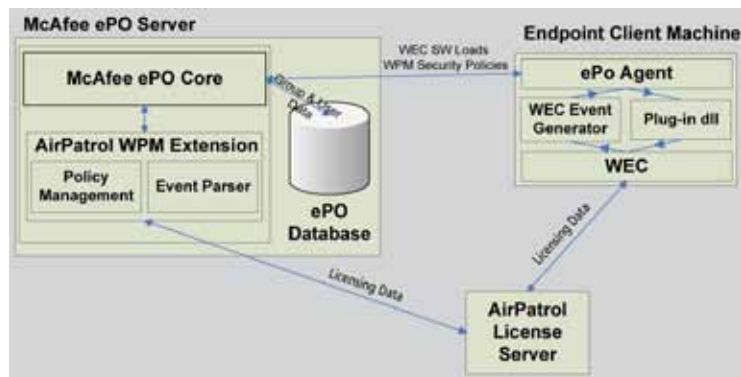 McAfee ePO Server
Endpoint Client Machine
McAfee ePO Core
WEC SW Loads
WPM Security Policies
ePo Agent
Group & User
Data
WEC Event
Generator
Plug-in dll
AirPatrol WPM Extension
Policy
Management
Event Parser
WEC
ePO
Database
Licensing Data
Licensing Data
AirPatrol
License
Server